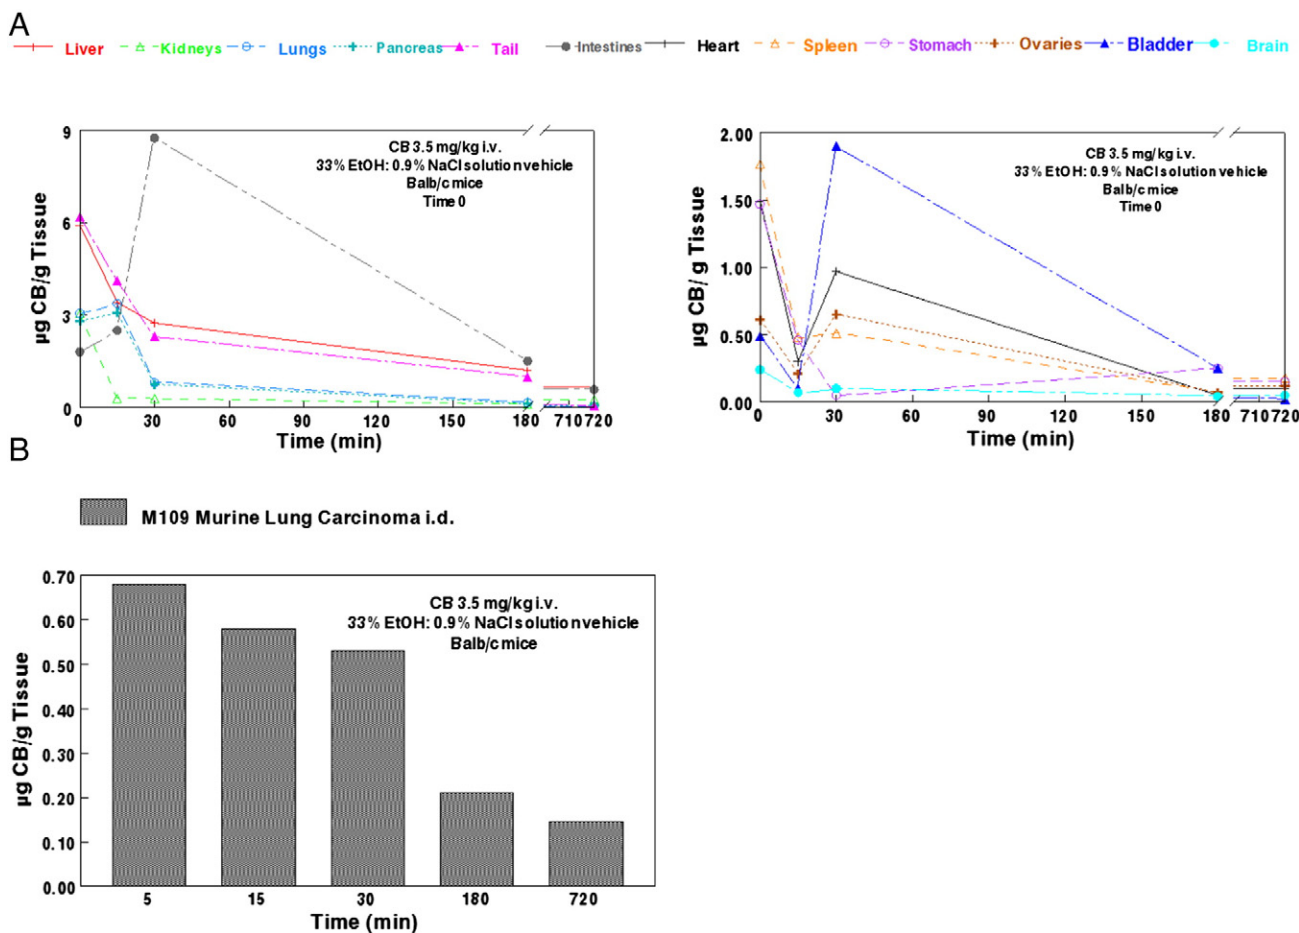 A
Liver Kidneys Lungs Pancreas Tail Intestines Heart Spleen Stomach Ovaries Bladder Brain
CB 3.5 mg/kg i.v.
33% EtOH: 0.9% NaCl solution vehicle
Balb/c mice
Time 0
µg CB/g Tissue
9
6
3
0
0 30 60 90 120 150 180 710 720
Time (min)
CB 3.5 mg/kg i.v.
33% EtOH: 0.9% NaCl solution vehicle
Balb/c mice
Time 0
µg CB/ g Tissue
2.00
1.50
1.00
0.50
0.00
0 30 60 90 120 150 180 710 720
Time (min)
B
M109 Murine Lung Carcinoma i.d.
CB 3.5 mg/kg i.v.
33% EtOH: 0.9% NaCl solution vehicle
Balb/c mice
µg CB/g Tissue
0.70
0.60
0.50
0.40
0.30
0.20
0.10
0.00
5 15 30 180 720
Time (min)